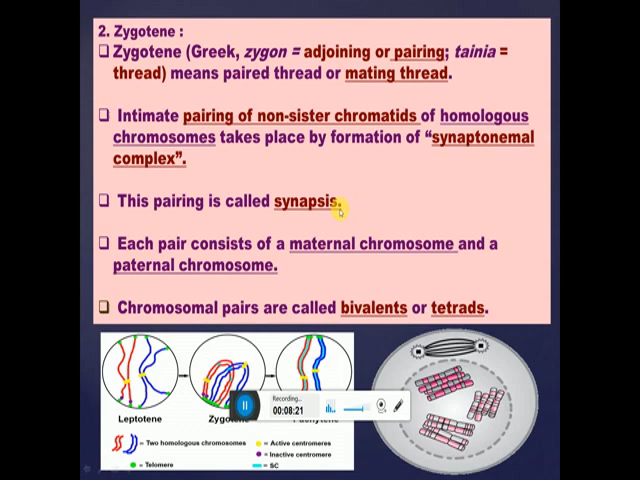 2. Zygotene :
Zygotene (Greek, zygon = adjoining or pairing; tainia =
thread) means paired thread or mating thread.
Intimate pairing of non-sister chromatids of homologous
chromosomes takes place by formation of “synaptonemal
complex”.
This pairing is called synapsis.
Each pair consists of a maternal chromosome and a
paternal chromosome.
Chromosomal pairs are called bivalents or tetrads.
Recording...
00:08:21
Leptotene
= Two homologous chromosomes
= Active centromeres
= Inactive centromere
= Telomere
= SC